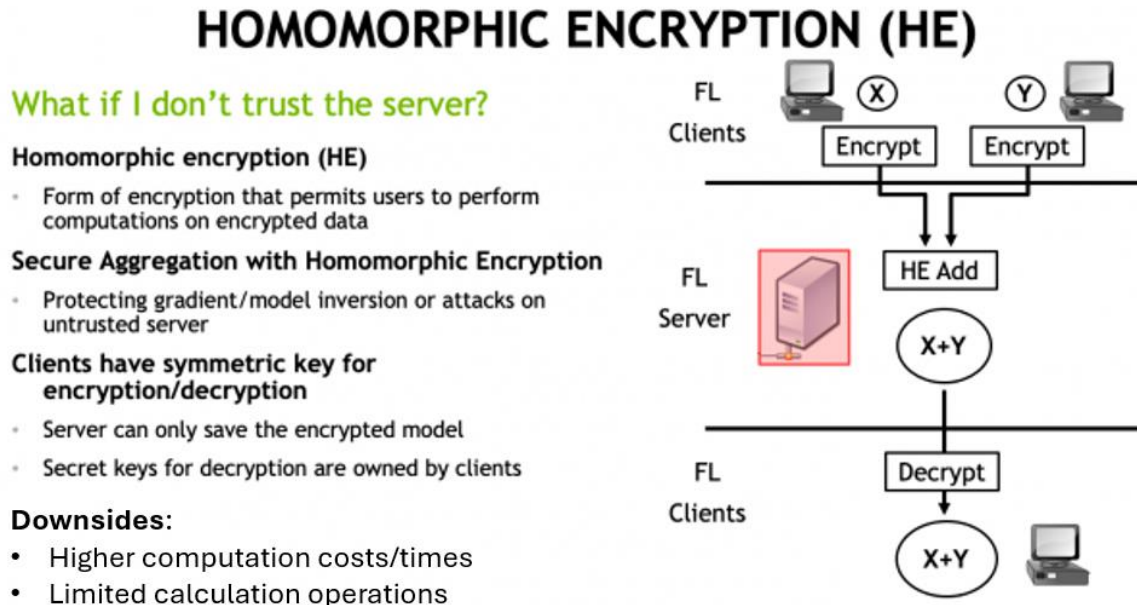 HOMOMORPHIC ENCRYPTION (HE)
What if I don’t trust the server?
Homomorphic encryption (HE)
• Form of encryption that permits users to perform
computations on encrypted data
Secure Aggregation with Homomorphic Encryption
• Protecting gradient/model inversion or attacks on
untrusted server
Clients have symmetric key for
encryption/decryption
• Server can only save the encrypted model
• Secret keys for decryption are owned by clients
Downsides:
• Higher computation costs/times
• Limited calculation operations
FL
Clients
X
Y
Encrypt
Encrypt
FL
Server
HE Add
X+Y
FL
Clients
Decrypt
X+Y